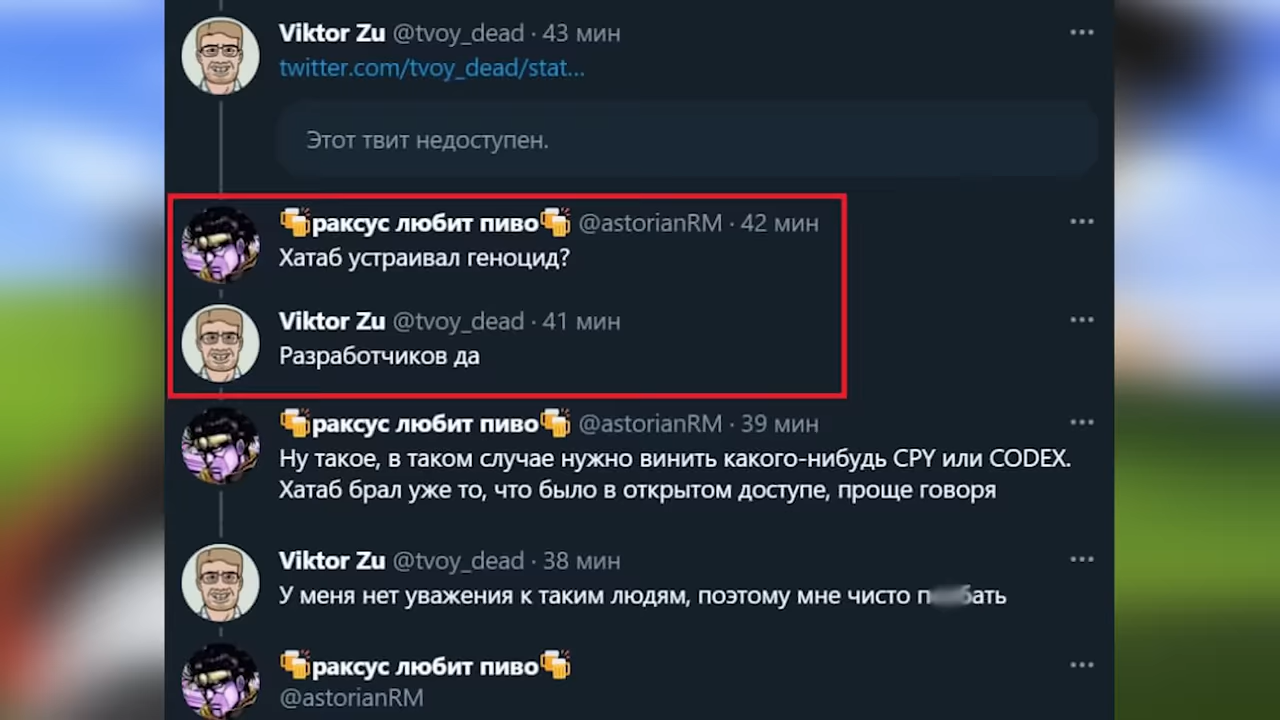 Viktor Zu @tvoy_dead · 43 мин
twitter.com/tvoy_dead/stat...
Этот твит недоступен.
🍻раксус любит пиво🍻 @astorianRM · 42 мин
Хатаб устраивал геноцид?
Viktor Zu @tvoy_dead · 41 мин
Разработчиков да
🍻раксус любит пиво🍻 @astorianRM · 39 мин
Ну такое, в таком случае нужно винить какого-нибудь CPY или CODEX.
Хатаб брал уже то, что было в открытом доступе, проще говоря
Viktor Zu @tvoy_dead · 38 мин
У меня нет уважения к таким людям, поэтому мне чисто
🍻раксус любит пиво🍻
@astorianRM